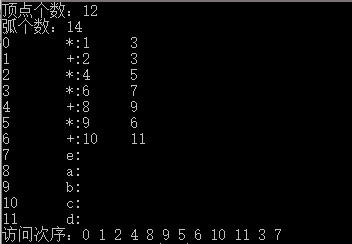 顶点个数：12
弧个数：14
0 *:1 3
1 +:2 3
2 *:4 5
3 *:6 7
4 +:8 9
5 *:9 6
6 +:10 11
7 e:
8 a:
9 b:
10 c:
11 d:
访问次序：0 1 2 4 8 9 5 6 10 11 3 7